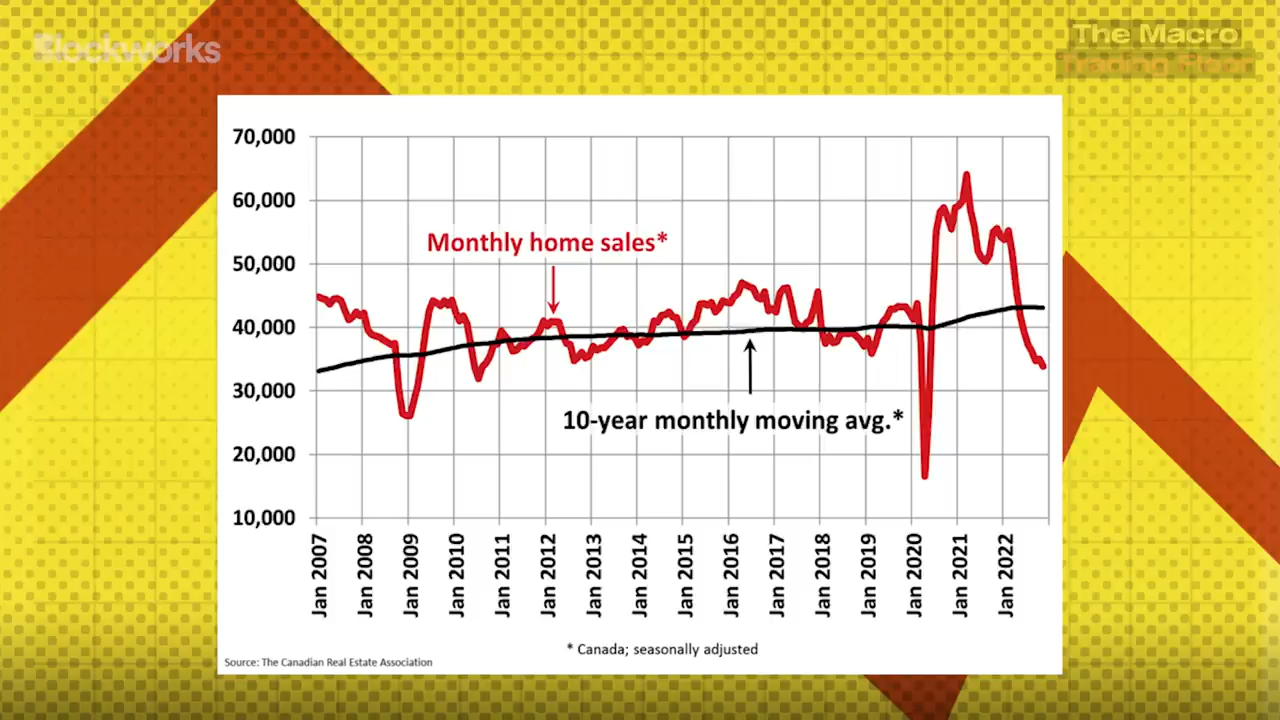 Blockworks
The Macro
Trading Floor
70,000
60,000
50,000
40,000
30,000
20,000
10,000
Monthly home sales*
10-year monthly moving avg.*
Jan 2007
Jan 2008
Jan 2009
Jan 2010
Jan 2011
Jan 2012
Jan 2013
Jan 2014
Jan 2015
Jan 2016
Jan 2017
Jan 2018
Jan 2019
Jan 2020
Jan 2021
Jan 2022
* Canada; seasonally adjusted
Source: The Canadian Real Estate Association